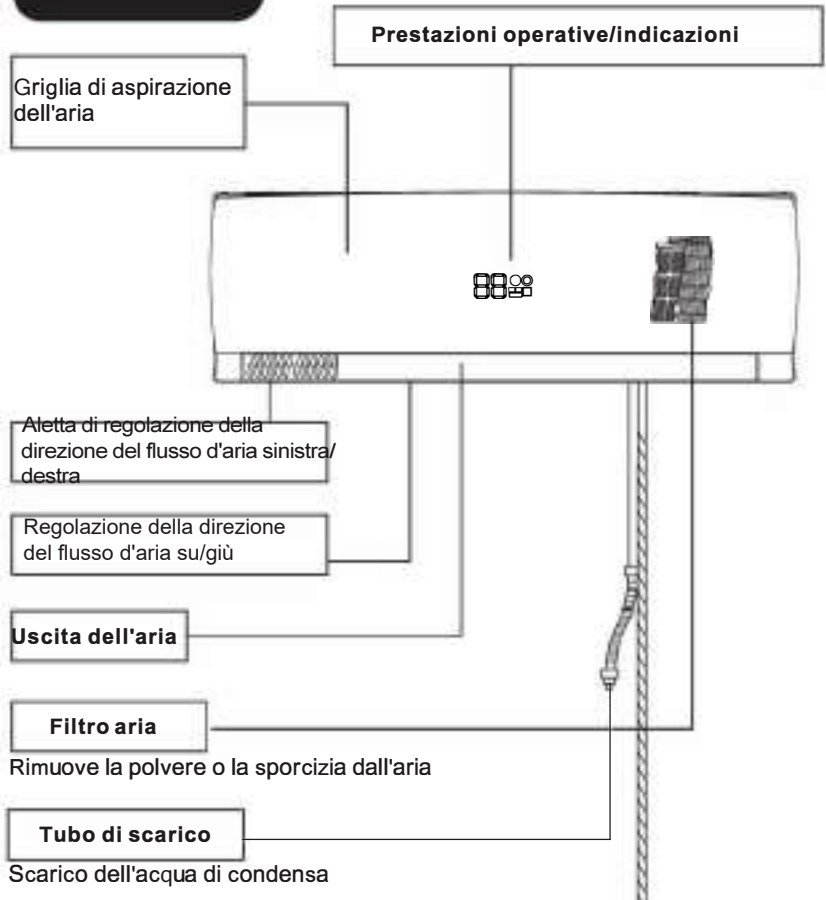 Prestazioni operative/indicazioni
Griglia di aspirazione
dell'aria
88
Aletta di regolazione della
direzione del flusso d'aria sinistra/
destra
Regolazione della direzione
del flusso d'aria su/giù
Uscita dell'aria
Filtro aria
Rimuove la polvere o la sporcizia dall'aria
Tubo di scarico
Scarico dell'acqua di condensa